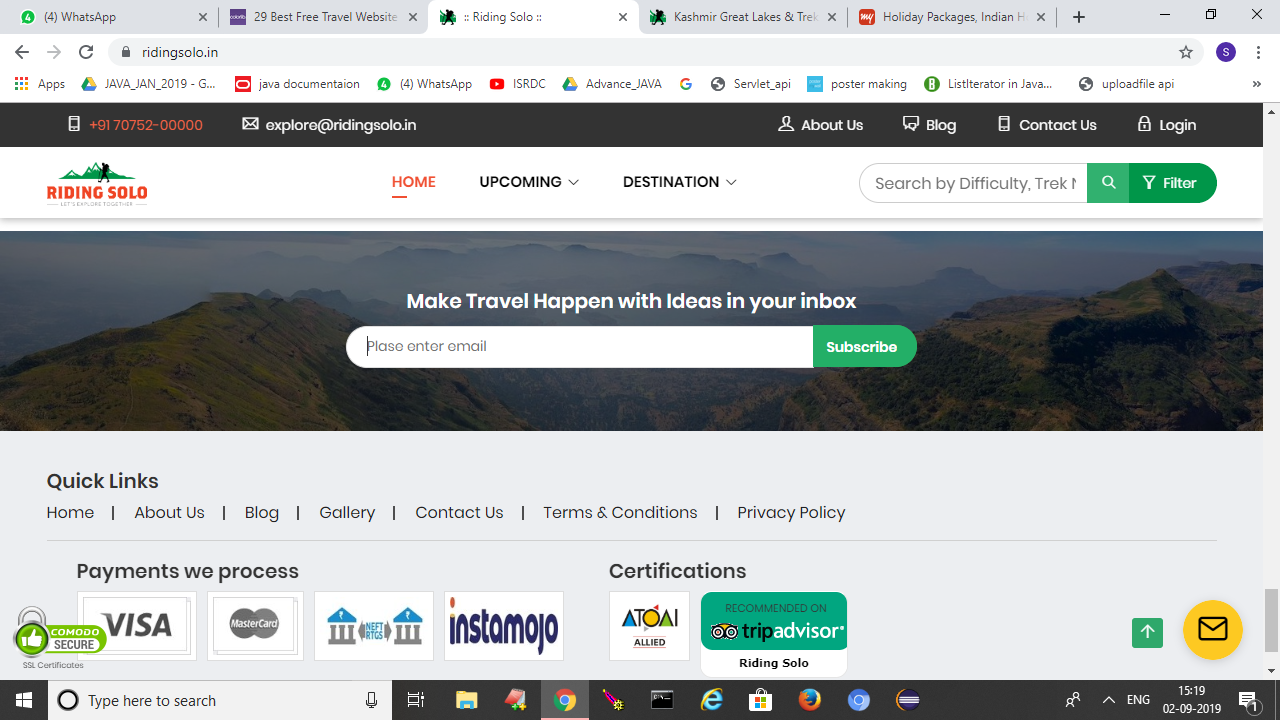 (4) WhatsApp
29 Best Free Travel Website
:: Riding Solo ::
Kashmir Great Lakes & Trek
Holiday Packages, Indian H
ridingsolo.in
S
Apps
JAVA_JAN_2019 - G...
java documentaion
(4) WhatsApp
ISRDC
Advance_JAVA
Servlet_api
poster making
ListIterator in Java...
uploadfile api
+91 70752-00000
explore@ridingsolo.in
About Us
Blog
Contact Us
Login
RIDING SOLO
LET'S EXPLORE TOGETHER
HOME
UPCOMING
DESTINATION
Search by Difficulty, Trek N
Filter
Make Travel Happen with Ideas in your inbox
Plase enter email
Subscribe
Quick Links
Home | About Us | Blog | Gallery | Contact Us | Terms & Conditions | Privacy Policy
Payments we process
Certifications
VISA
MasterCard
NEFT
RTGS
instamojo
ATOAI
ALLIED
RECOMMENDED ON
tripadvisor
Riding Solo
COMODO
SECURE
SSL Certificates
Type here to search
ENG
15:19
02-09-2019
1